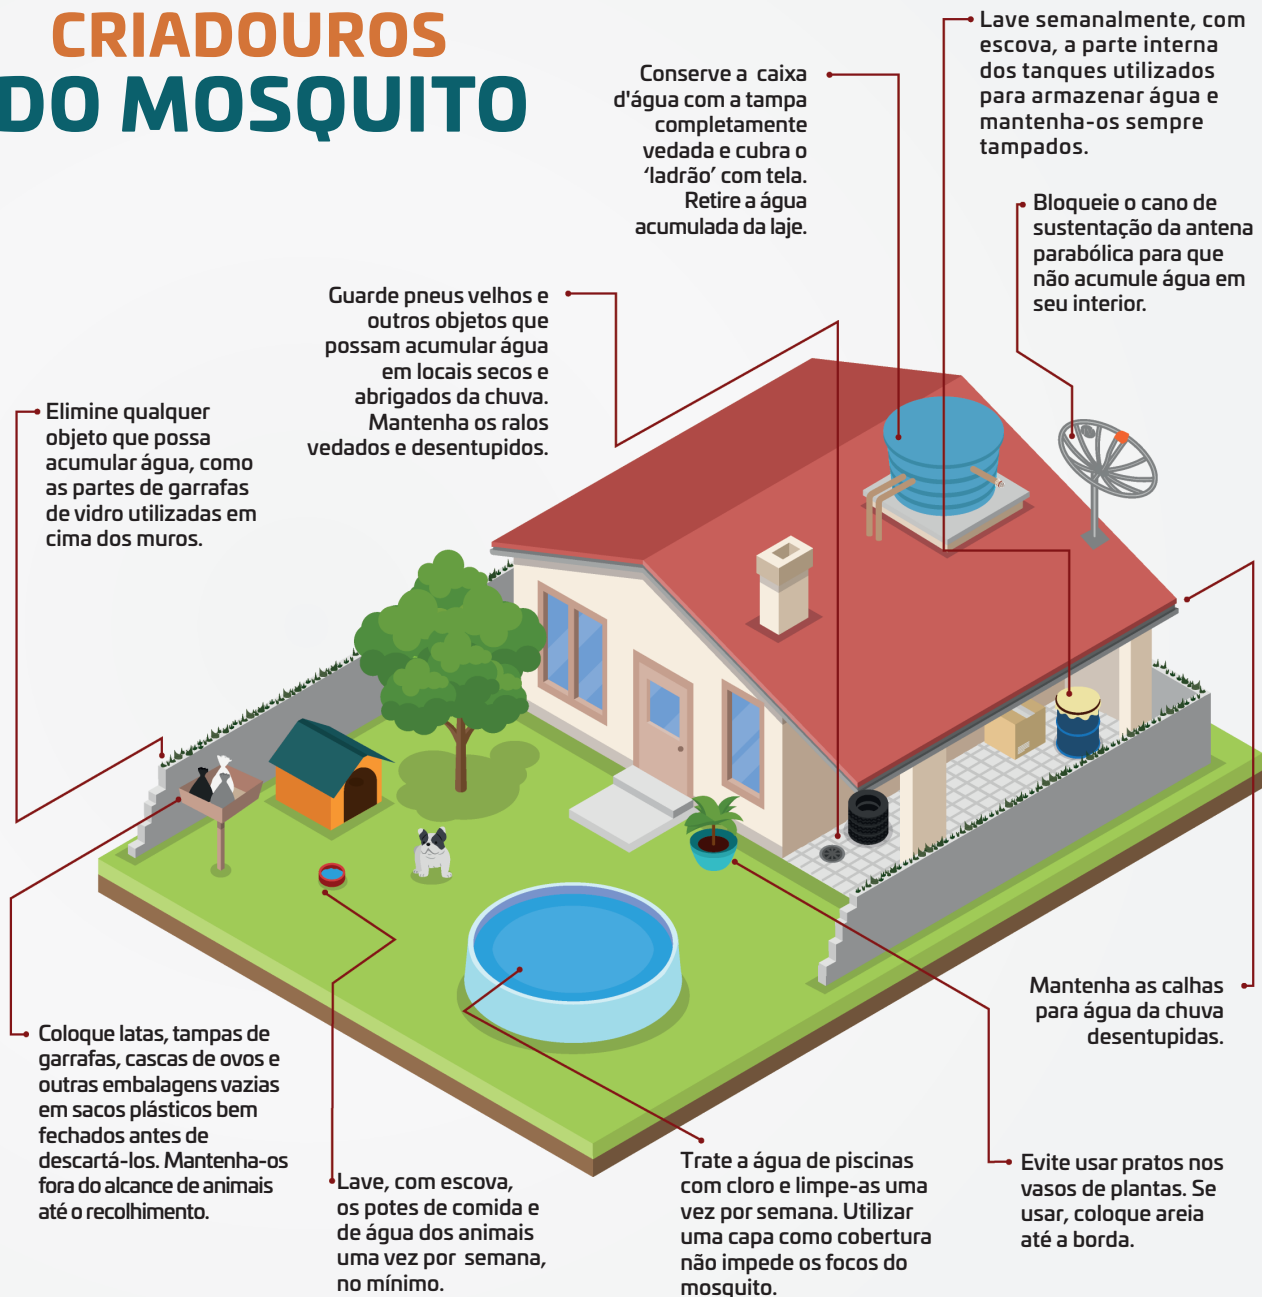 CRIADOUROS
DO MOSQUITO
Lave semanalmente, com
escova, a parte interna
dos tanques utilizados
para armazenar água e
mantenha-os sempre
tampados.
Conserve a caixa
d'água com a tampa
completamente
vedada e cubra o
‘ladrão’ com tela.
Retire a água
acumulada da laje.
Bloqueie o cano de
sustentação da antena
parabólica para que
não acumule água em
seu interior.
Guarde pneus velhos e
outros objetos que
possam acumular água
em locais secos e
abrigados da chuva.
Mantenha os ralos
vedados e desentupidos.
Elimine qualquer
objeto que possa
acumular água, como
as partes de garrafas
de vidro utilizadas em
cima dos muros.
Mantenha as calhas
para água da chuva
desentupidas.
Coloque latas, tampas de
garrafas, cascas de ovos e
outras embalagens vazias
em sacos plásticos bem
fechados antes de
descartá-los. Mantenha-os
fora do alcance de animais
até o recolhimento.
Lave, com escova,
os potes de comida e
de água dos animais
uma vez por semana,
no mínimo.
Trate a água de piscinas
com cloro e limpe-as uma
vez por semana. Utilizar
uma capa como cobertura
não impede os focos do
mosquito.
Evite usar pratos nos
vasos de plantas. Se
usar, coloque areia
até a borda.